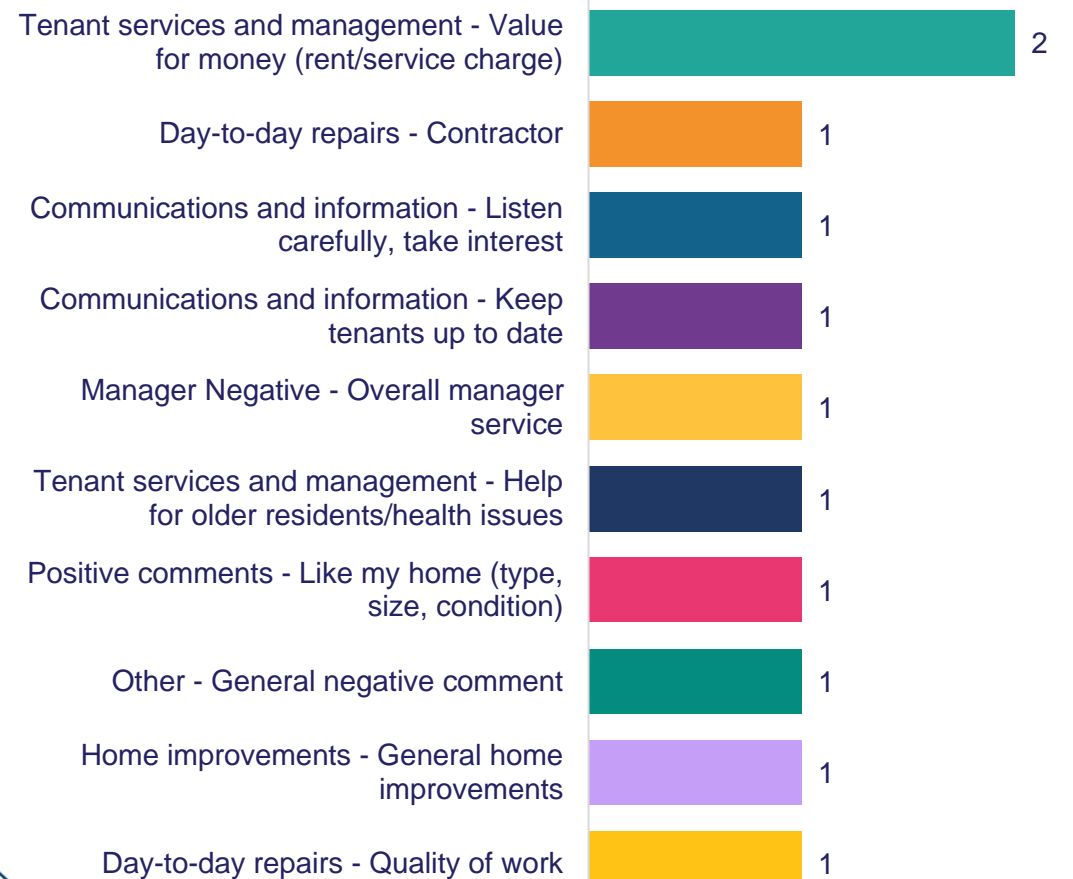 Tenant services and management - Value
for money (rent/service charge)
2
Day-to-day repairs - Contractor
1
Communications and information - Listen
carefully, take interest
1
Communications and information - Keep
tenants up to date
1
Manager Negative - Overall manager
service
1
Tenant services and management - Help
for older residents/health issues
1
Positive comments - Like my home (type,
size, condition)
1
Other - General negative comment
1
Home improvements - General home
improvements
1
Day-to-day repairs - Quality of work
1